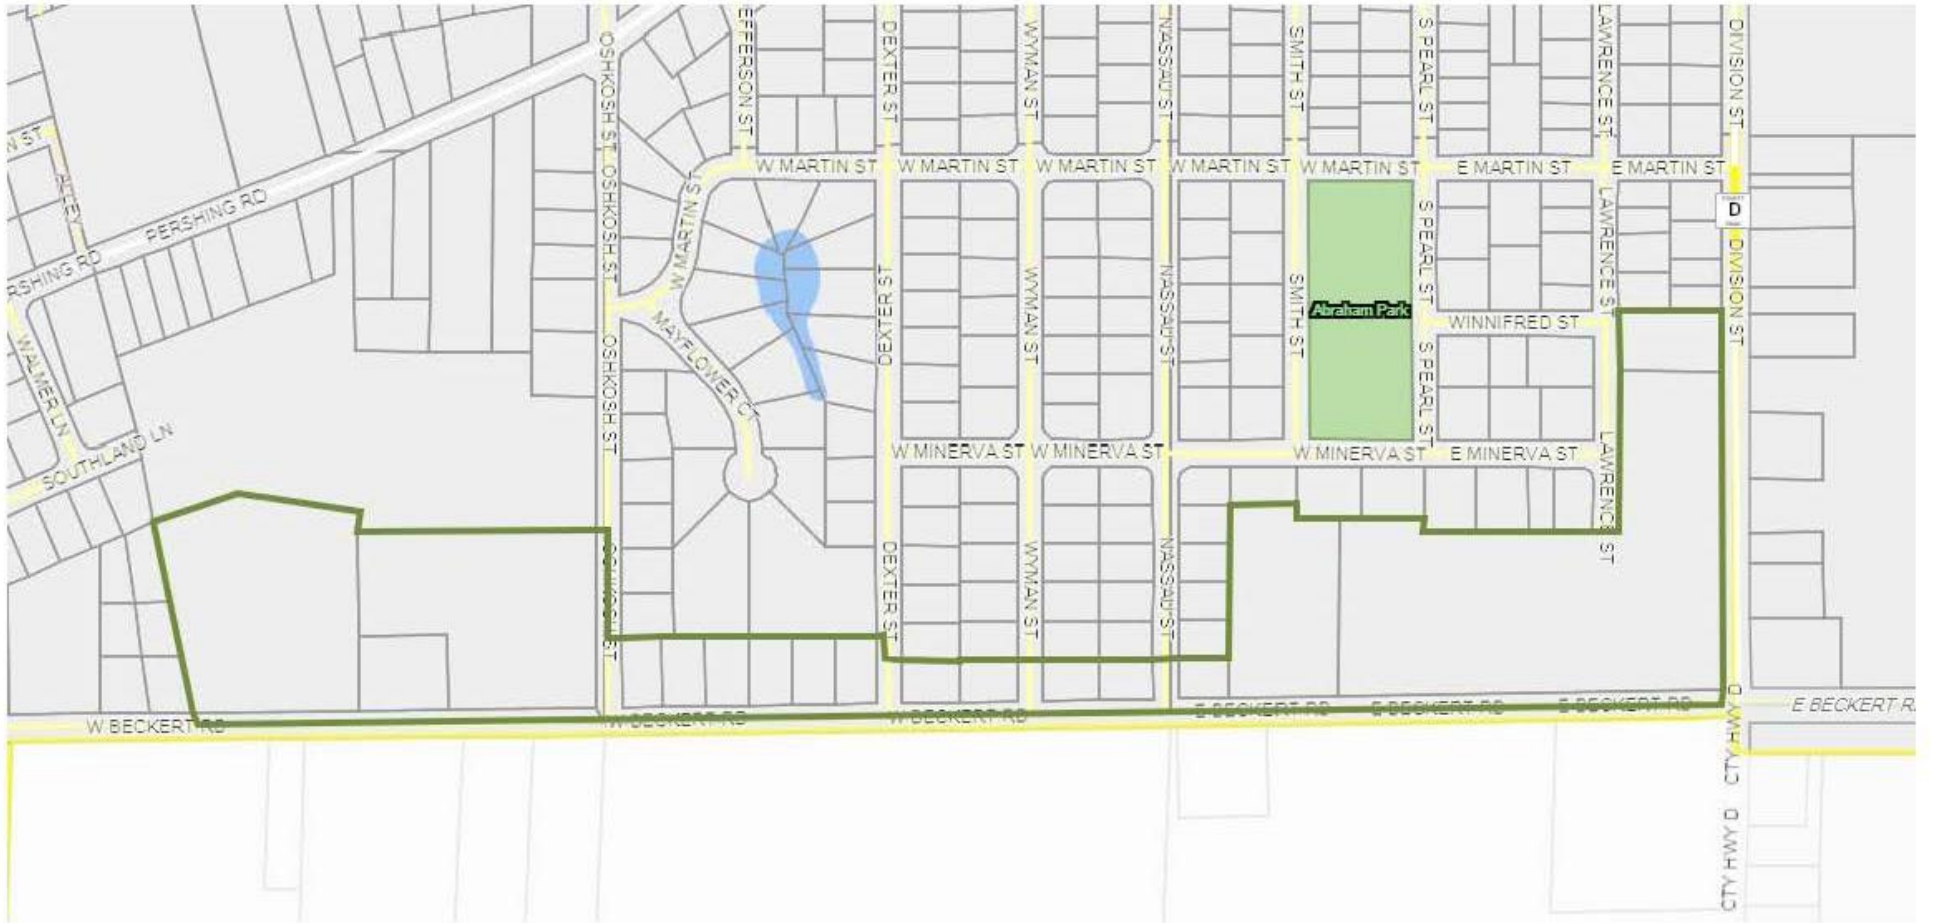 OSHKOSH ST
JEFFERSON ST
DEXTER ST
WYMAN ST
NASSAU ST
SMITH ST
S PEARL ST
LAWRENCE ST
DIVISION ST
N ST
ALLEY
W MARTIN ST
W MARTIN ST
W MARTIN ST
W MARTIN ST
W MARTIN ST
E MARTIN ST
E MARTIN ST
PERSHING RD
OSHKOSH ST
W MARTIN ST
S PEARL ST
LAWRENCE ST
D
DIVISION ST
RSHING RD
DEXTER ST
WYMAN ST
NASSAU ST
SMITH ST
Abraham Park
WINNIFRED ST
WALMER LN
MAYFLOWER CT
OSHKOSH ST
S PEARL ST
SOUTHLAND LN
W MINERVA ST
W MINERVA ST
W MINERVA ST
E MINERVA ST
LAWRENCE ST
OSHKOSH ST
DEXTER ST
WYMAN ST
NASSAU ST
W BECKERT RD
W BECKERT RD
W BECKERT RD
E BECKERT RD
E BECKERT RD
E BECKERT RD
E BECKERT R
CTY HWY D
CTY HWY D